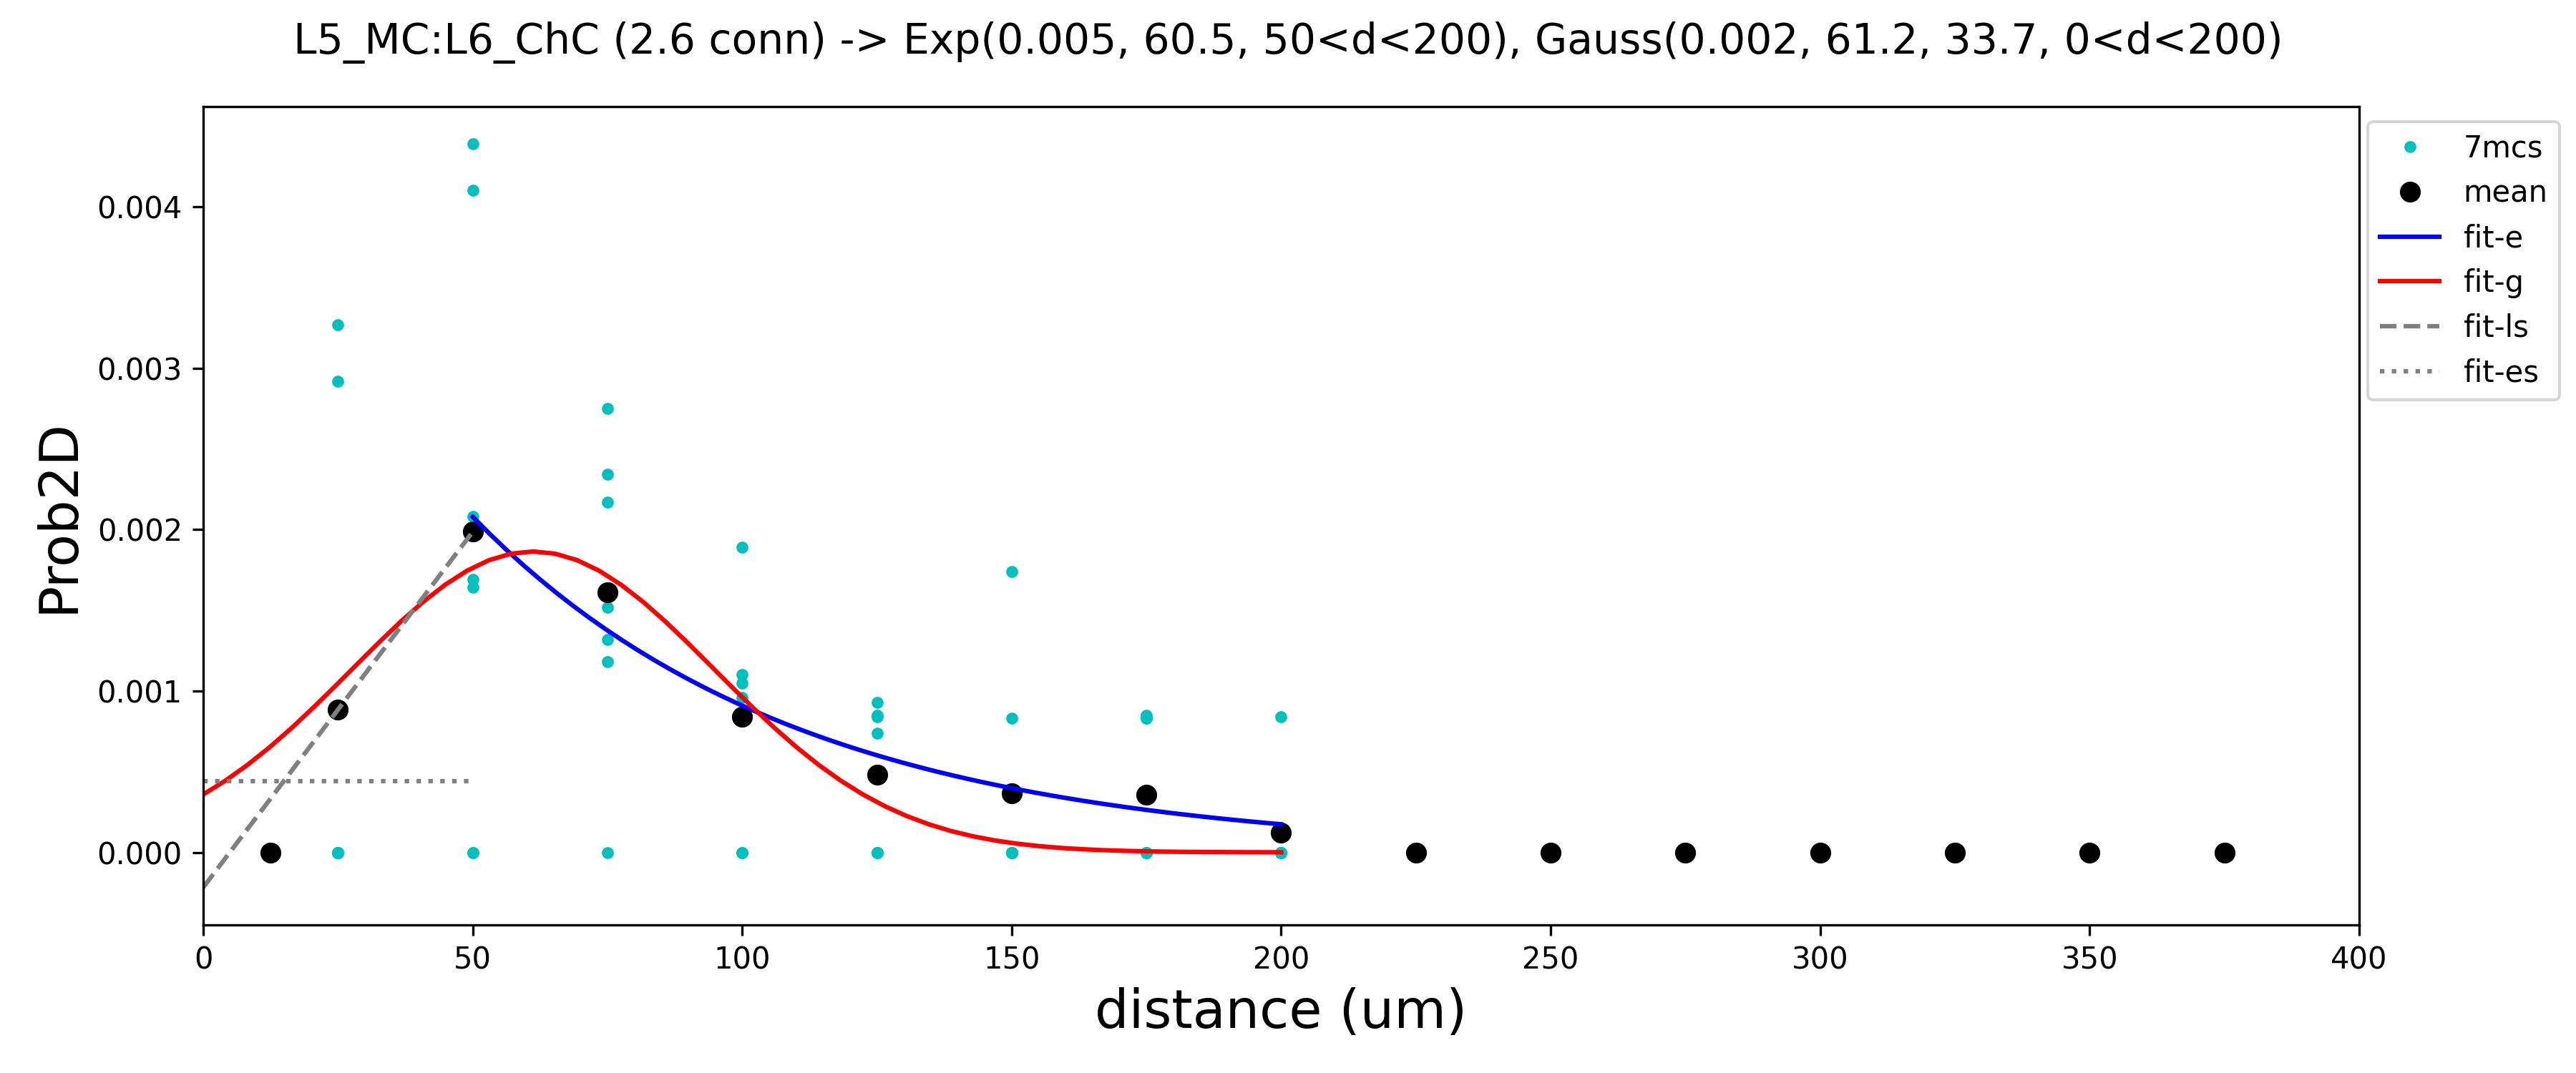 L5_MC:L6_ChC (2.6 conn) -> Exp(0.005, 60.5, 50<d<200), Gauss(0.002, 61.2, 33.7, 0<d<200)
7mcs
mean
fit-e
fit-g
fit-ls
fit-es
Prob2D
0.004
0.003
0.002
0.001
0.000
0 50 100 150 200 250 300 350 400
distance (um)